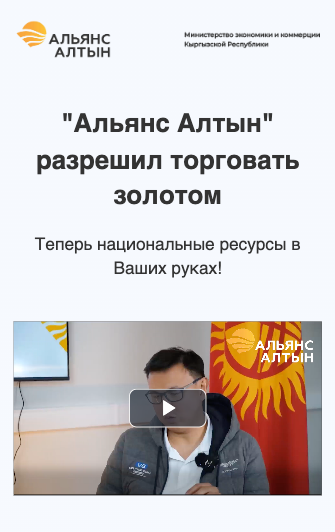 АЛЬЯНС
АЛТЫН
Министерство экономики и коммерции
Кыргызской Республики
"Альянс Алтын"
разрешил торговать
золотом
Теперь национальные ресурсы в
Ваших руках!
АЛЬЯНС
АЛТЫН